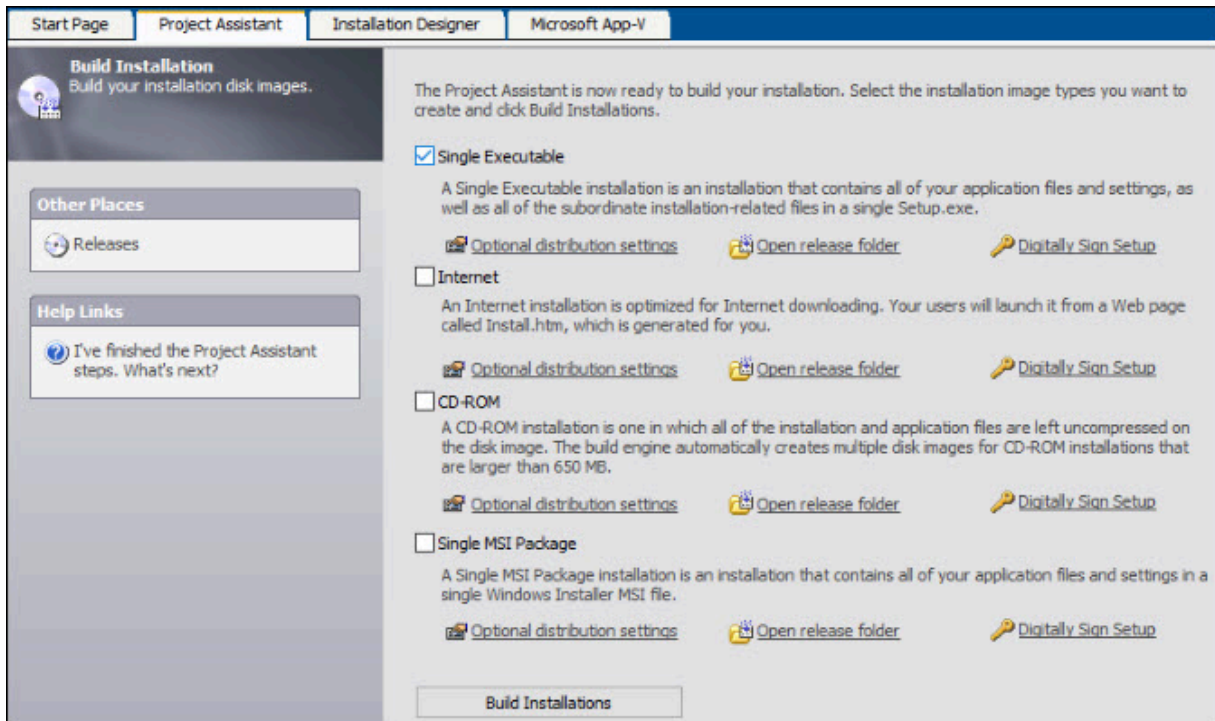 Start Page
Project Assistant
Installation Designer
Microsoft App-V
Build Installation
Build your installation disk images.
Other Places
Releases
Help Links
I've finished the Project Assistant
steps. What's next?
The Project Assistant is now ready to build your installation. Select the installation image types you want to
create and click Build Installations.
Single Executable
A Single Executable installation is an installation that contains all of your application files and settings, as
well as all of the subordinate installation-related files in a single Setup.exe.
Optional distribution settings
Open release folder
Digitally Sign Setup
Internet
An Internet installation is optimized for Internet downloading. Your users will launch it from a Web page
called Install.htm, which is generated for you.
Optional distribution settings
Open release folder
Digitally Sign Setup
CD-ROM
A CD-ROM installation is one in which all of the installation and application files are left uncompressed on
the disk image. The build engine automatically creates multiple disk images for CD-ROM installations that
are larger than 650 MB.
Optional distribution settings
Open release folder
Digitally Sign Setup
Single MSI Package
A Single MSI Package installation is an installation that contains all of your application files and settings in a
single Windows Installer MSI file.
Optional distribution settings
Open release folder
Digitally Sign Setup
Build Installations